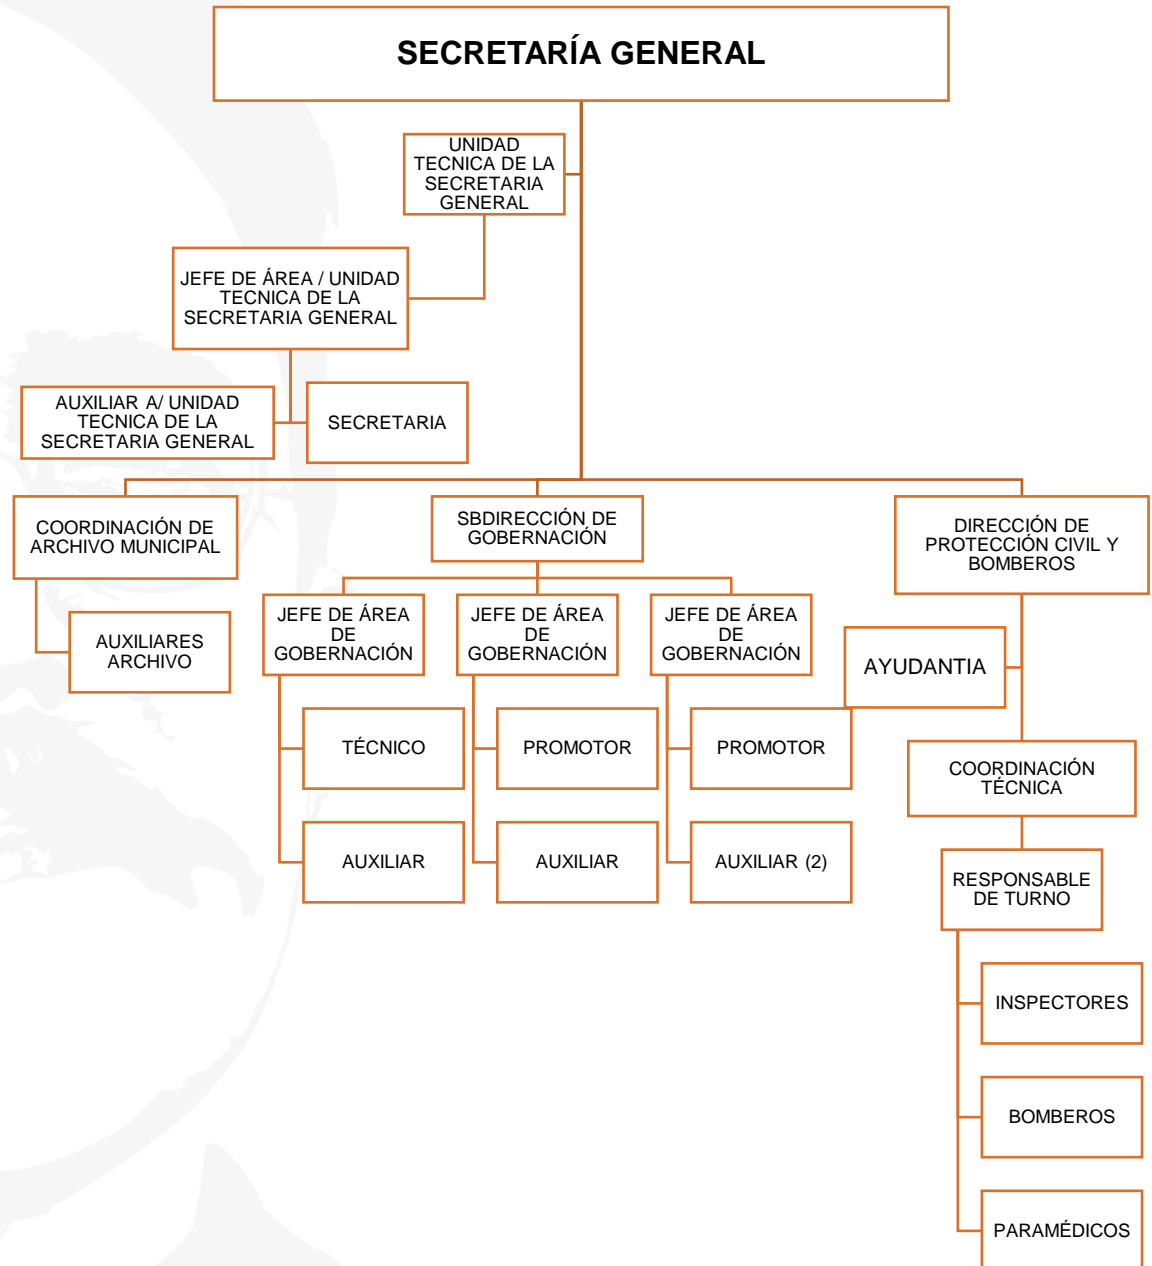 SECRETARÍA GENERAL
UNIDAD
TECNICA DE LA
SECRETARIA
GENERAL
JEFE DE ÁREA / UNIDAD
TECNICA DE LA
SECRETARIA GENERAL
AUXILIAR A/ UNIDAD
TECNICA DE LA
SECRETARIA GENERAL
SECRETARIA
COORDINACIÓN DE
ARCHIVO MUNICIPAL
AUXILIARES
ARCHIVO
SBDIRECCIÓN DE
GOBERNACIÓN
JEFE DE ÁREA
DE
GOBERNACIÓN
TÉCNICO
AUXILIAR
JEFE DE ÁREA
DE
GOBERNACIÓN
PROMOTOR
AUXILIAR
JEFE DE ÁREA
DE
GOBERNACIÓN
PROMOTOR
AUXILIAR (2)
DIRECCIÓN DE
PROTECCIÓN CIVIL Y
BOMBEROS
AYUDANTIA
COORDINACIÓN
TÉCNICA
RESPONSABLE
DE TURNO
INSPECTORES
BOMBEROS
PARAMÉDICOS